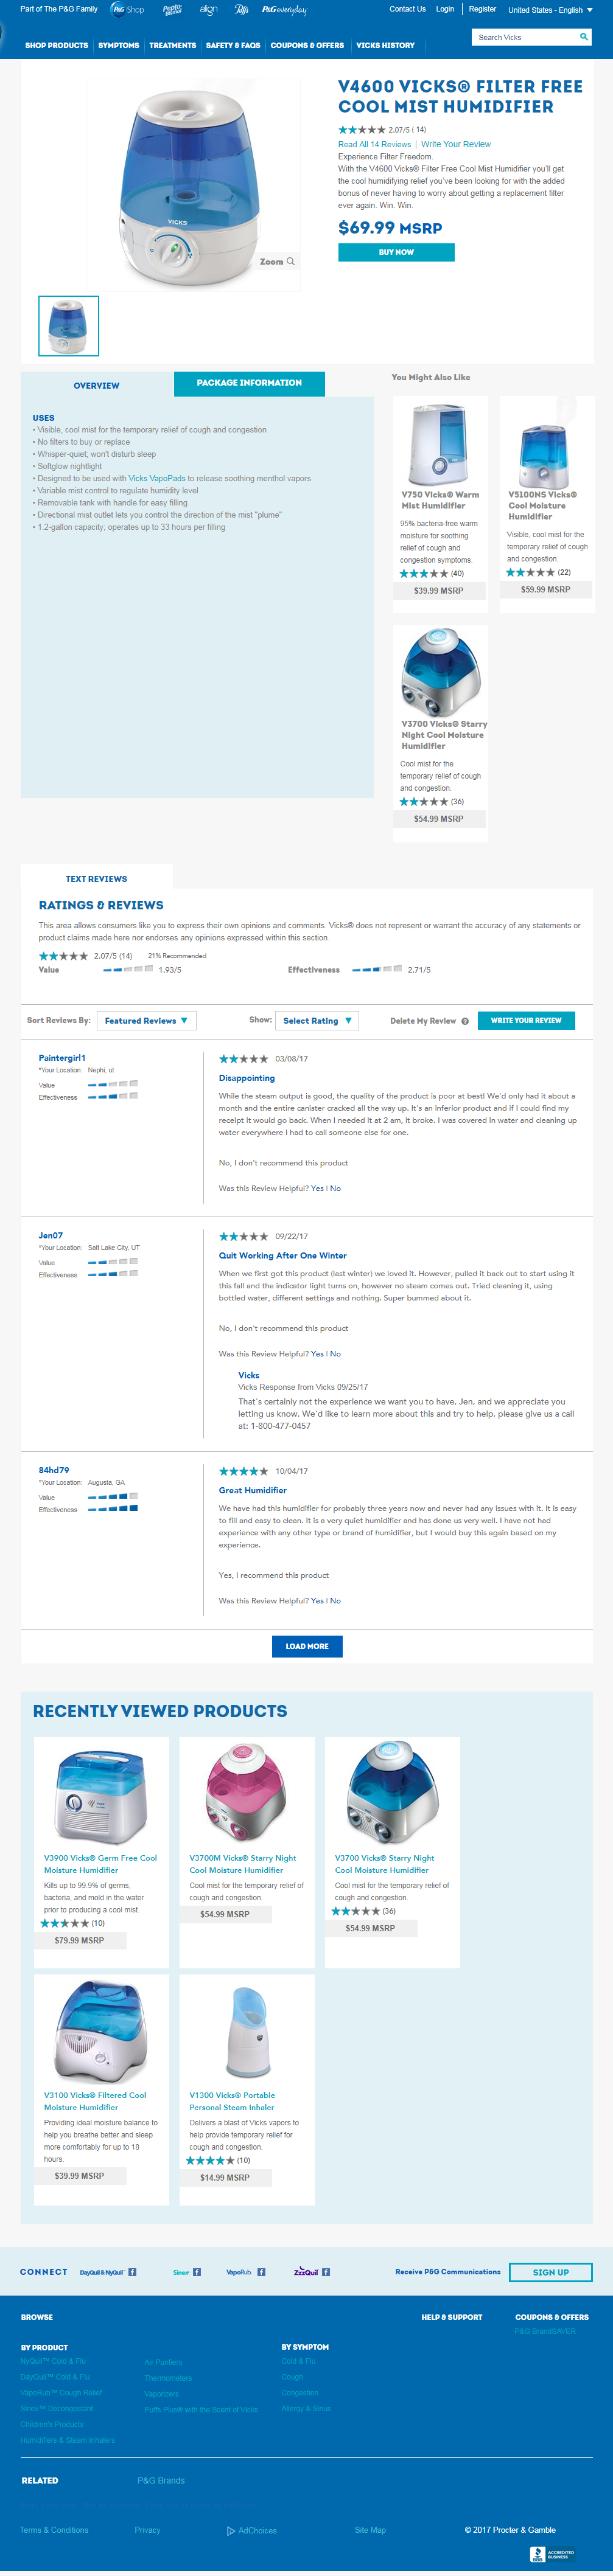 Part of The P&G Family P&G Shop Pepto Bismol align Puffs P&G everyday Contact Us Login Register United States - English
SHOP PRODUCTS SYMPTOMS TREATMENTS SAFETY & FAQS COUPONS & OFFERS VICKS HISTORY Search Vicks
V4600 VICKS® FILTER FREE
COOL MIST HUMIDIFIER
2.07/5 ( 14)
Read All 14 Reviews | Write Your Review
Experience Filter Freedom.
With the V4600 Vicks® Filter Free Cool Mist Humidifier you'll get
the cool humidifying relief you've been looking for with the added
bonus of never having to worry about getting a replacement filter
ever again. Win. Win.
$69.99 MSRP
BUY NOW
VICKS
Zoom
OVERVIEW
PACKAGE INFORMATION
USES
• Visible, cool mist for the temporary relief of cough and congestion
• No filters to buy or replace
• Whisper-quiet; won't disturb sleep
• Softglow nightlight
• Designed to be used with Vicks VapoPads to release soothing menthol vapors
• Variable mist control to regulate humidity level
• Removable tank with handle for easy filling
• Directional mist outlet lets you control the direction of the mist "plume"
• 1.2-gallon capacity; operates up to 33 hours per filling
You Might Also Like
V750 Vicks® Warm
Mist Humidifier
95% bacteria-free warm
moisture for soothing
relief of cough and
congestion symptoms.
(40)
$39.99 MSRP
V5100NS Vicks®
Cool Moisture
Humidifier
Visible, cool mist for the
temporary relief of cough
and congestion.
(22)
$59.99 MSRP
V3700 Vicks® Starry
Night Cool Moisture
Humidifier
Cool mist for the
temporary relief of cough
and congestion.
(36)
$54.99 MSRP
TEXT REVIEWS
RATINGS & REVIEWS
This area allows consumers like you to express their own opinions and comments. Vicks® does not represent or warrant the accuracy of any statements or
product claims made here nor endorses any opinions expressed within this section.
2.07/5 (14) 21% Recommended
Value 1.93/5 Effectiveness 2.71/5
Sort Reviews By: Featured Reviews Show: Select Rating Delete My Review ? WRITE YOUR REVIEW
Paintergirl1
*Your Location: Nephi, ut
Value
Effectiveness
03/08/17
Disappointing
While the steam output is good, the quality of the product is poor at best! We'd only had it about a
month and the entire canister cracked all the way up. It's an inferior product and if I could find my
receipt it would go back. When I needed it at 2 am, it broke. I was covered in water and cleaning up
water everywhere I had to call someone else for one.
No, I don't recommend this product
Was this Review Helpful? Yes | No
Jen07
*Your Location: Salt Lake City, UT
Value
Effectiveness
09/22/17
Quit Working After One Winter
When we first got this product (last winter) we loved it. However, pulled it back out to start using it
this fall and the indicator light turns on, however no steam comes out. Tried cleaning it, using
bottled water, different settings and nothing. Super bummed about it.
No, I don't recommend this product
Was this Review Helpful? Yes | No
Vicks
Vicks Response from Vicks 09/25/17
That's certainly not the experience we want you to have, Jen, and we appreciate you
letting us know. We'd like to learn more about this and try to help, please give us a call
at: 1-800-477-0457
84hd79
*Your Location: Augusta, GA
Value
Effectiveness
10/04/17
Great Humidifier
We have had this humidifier for probably three years now and never had any issues with it. It is easy
to fill and easy to clean. It is a very quiet humidifier and has done us very well. I have not had
experience with any other type or brand of humidifier, but I would buy this again based on my
experience.
Yes, I recommend this product
Was this Review Helpful? Yes | No
LOAD MORE
RECENTLY VIEWED PRODUCTS
V3900 Vicks® Germ Free Cool
Moisture Humidifier
Kills up to 99.9% of germs,
bacteria, and mold in the water
prior to producing a cool mist.
(10)
$79.99 MSRP
V3700M Vicks® Starry Night
Cool Moisture Humidifier
Cool mist for the temporary relief of
cough and congestion.
$54.99 MSRP
V3700 Vicks® Starry Night
Cool Moisture Humidifier
Cool mist for the temporary relief of
cough and congestion.
(36)
$54.99 MSRP
V3100 Vicks® Filtered Cool
Moisture Humidifier
Providing ideal moisture balance to
help you breathe better and sleep
more comfortably for up to 18
hours.
$39.99 MSRP
V1300 Vicks® Portable
Personal Steam Inhaler
Delivers a blast of Vicks vapors to
help provide temporary relief for
cough and congestion.
(10)
$14.99 MSRP
CONNECT DayQuil & NyQuil Sinex VapoRub. ZzzQuil Receive P&G Communications SIGN UP
BROWSE HELP & SUPPORT COUPONS & OFFERS
P&G BrandSAVER
BY PRODUCT
NyQuil™ Cold & Flu
DayQuil™ Cold & Flu
VapoRub™ Cough Relief
Sinex™ Decongestant
Children's Products
Humidifiers & Steam Inhalers
Air Purifiers
Thermometers
Vaporizers
Puffs Plus® with the Scent of Vicks
BY SYMPTOM
Cold & Flu
Cough
Congestion
Allergy & Sinus
RELATED P&G Brands
Terms & Conditions Privacy AdChoices Site Map © 2017 Procter & Gamble
BBB ACCREDITED BUSINESS